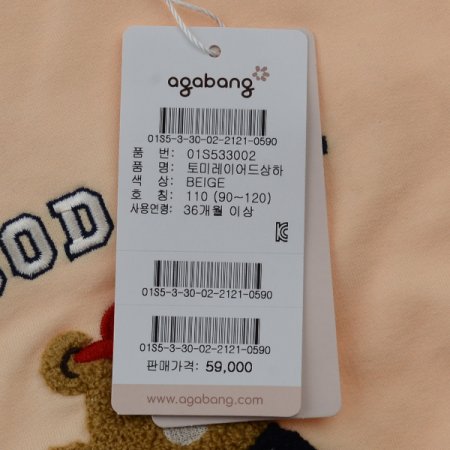 agabang
01S5-3-30-02-2121-0590
품 번: 01S533002
품 명: 토미레이어드상하
색 상: BEIGE
호 칭: 110 (90~120)
사용연령: 36개월 이상
01S5-3-30-02-2121-0590
01S5-3-30-02-2121-0590
판매가격: 59,000
www.agabang.com
OOD